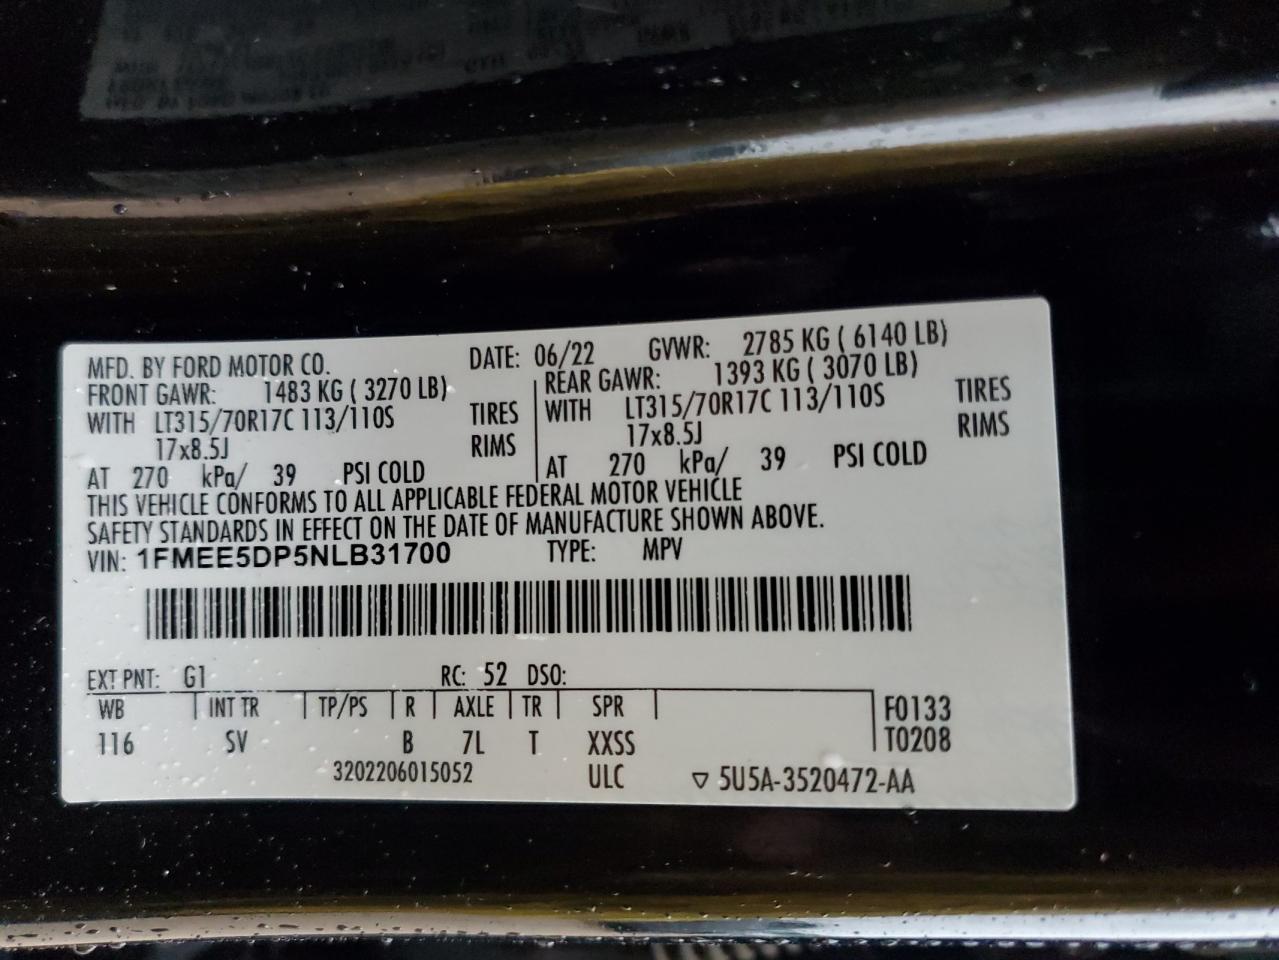 MFD. BY FORD MOTOR CO. DATE: 06/22 GVWR: 2785 KG ( 6140 LB)
FRONT GAWR: 1483 KG ( 3270 LB) REAR GAWR: 1393 KG ( 3070 LB)
WITH LT315/70R17C 113/110S TIRES WITH LT315/70R17C 113/110S TIRES
17x8.5J RIMS 17x8.5J RIMS
AT 270 kPa/ 39 PSI COLD AT 270 kPa/ 39 PSI COLD
THIS VEHICLE CONFORMS TO ALL APPLICABLE FEDERAL MOTOR VEHICLE
SAFETY STANDARDS IN EFFECT ON THE DATE OF MANUFACTURE SHOWN ABOVE.
VIN: 1FMEE5DP5NLB31700 TYPE: MPV
EXT PNT: G1 RC: 52 DSO:
WB INT TR TP/PS R AXLE TR SPR F0133
116 SV B 7L T XXSS T0208
3202206015052 ULC ▽ 5U5A-3520472-AA